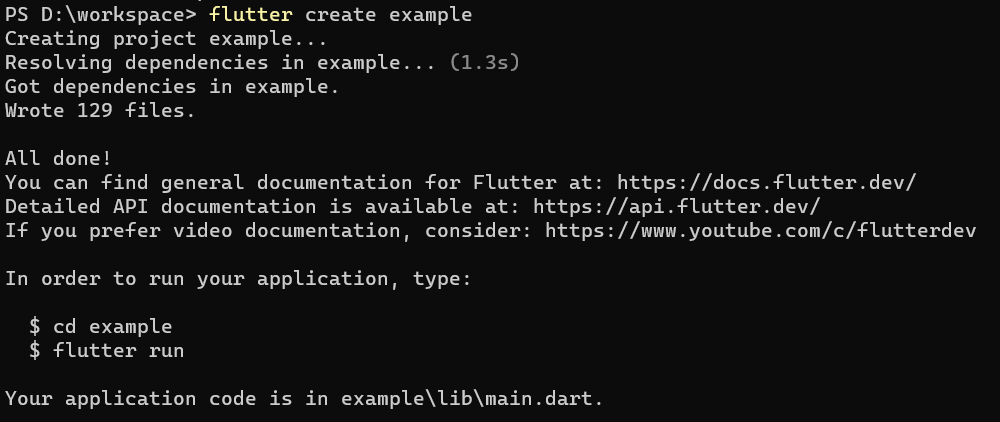 PS D:\workspace> flutter create example
Creating project example...
Resolving dependencies in example... (1.3s)
Got dependencies in example.
Wrote 129 files.
All done!
You can find general documentation for Flutter at: https://docs.flutter.dev/
Detailed API documentation is available at: https://api.flutter.dev/
If you prefer video documentation, consider: https://www.youtube.com/c/flutterdev
In order to run your application, type:
$ cd example
$ flutter run
Your application code is in example\lib\main.dart.